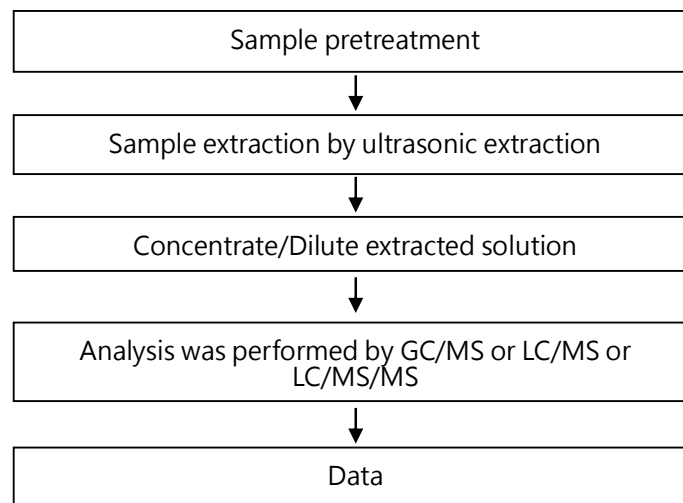 Sample pretreatment
Sample extraction by ultrasonic extraction
Concentrate/Dilute extracted solution
Analysis was performed by GC/MS or LC/MS or
LC/MS/MS
Data